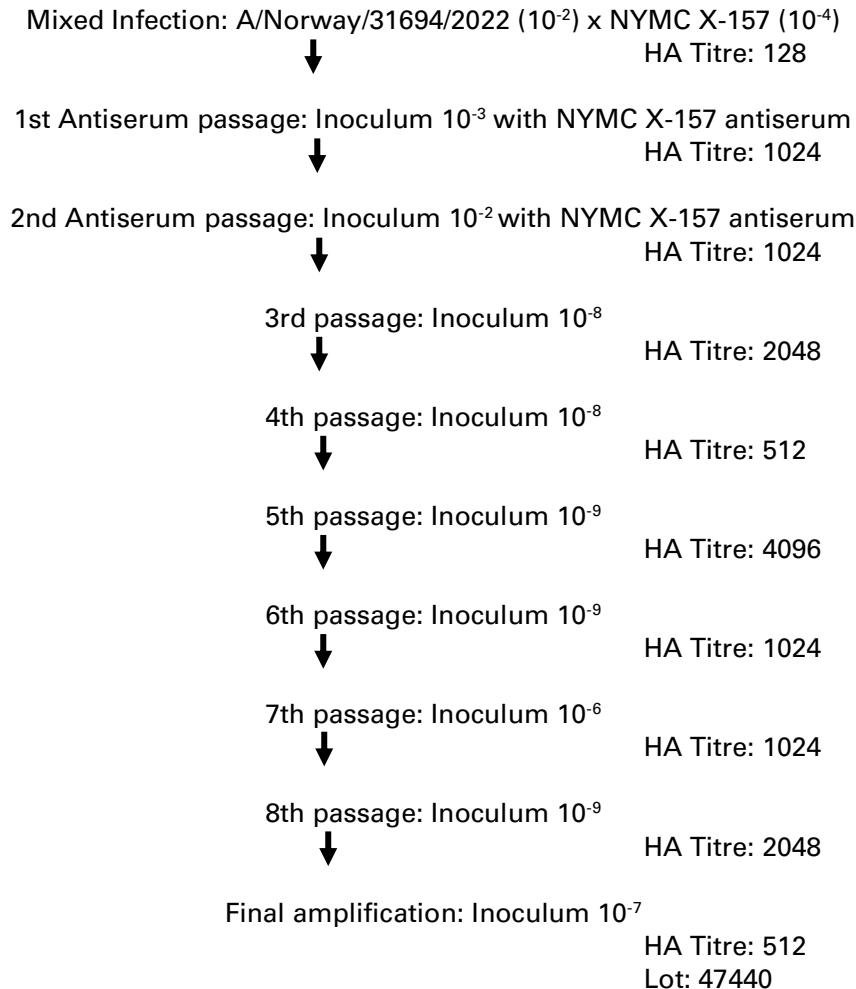 Mixed Infection: A/Norway/31694/2022 (10⁻²) x NYMC X-157 (10⁻⁴)
HA Titre: 128
1st Antiserum passage: Inoculum 10⁻³ with NYMC X-157 antiserum
HA Titre: 1024
2nd Antiserum passage: Inoculum 10⁻² with NYMC X-157 antiserum
HA Titre: 1024
3rd passage: Inoculum 10⁻⁸
HA Titre: 2048
4th passage: Inoculum 10⁻⁸
HA Titre: 512
5th passage: Inoculum 10⁻⁹
HA Titre: 4096
6th passage: Inoculum 10⁻⁹
HA Titre: 1024
7th passage: Inoculum 10⁻⁶
HA Titre: 1024
8th passage: Inoculum 10⁻⁹
HA Titre: 2048
Final amplification: Inoculum 10⁻⁷
HA Titre: 512
Lot: 47440